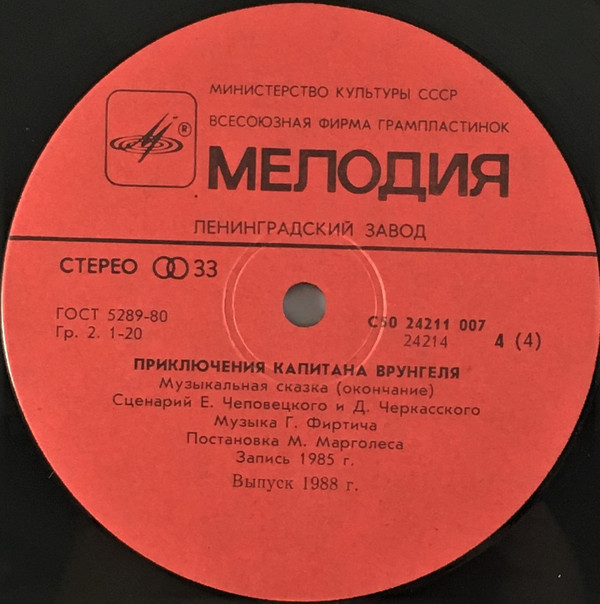 МИНИСТЕРСТВО КУЛЬТУРЫ СССР
ВСЕСОЮЗНАЯ ФИРМА ГРАМПЛАСТИНОК
®
МЕЛОДИЯ
ЛЕНИНГРАДСКИЙ ЗАВОД
СТЕРЕО 33
ГОСТ 5289-80
Гр. 2. 1-20
С50 24211 007
24214 4 (4)
ПРИКЛЮЧЕНИЯ КАПИТАНА ВРУНГЕЛЯ
Музыкальная сказка (окончание)
Сценарий Е. Чеповецкого и Д. Черкасского
Музыка Г. Фиртича
Постановка М. Марголеса
Запись 1985 г.
Выпуск 1988 г.